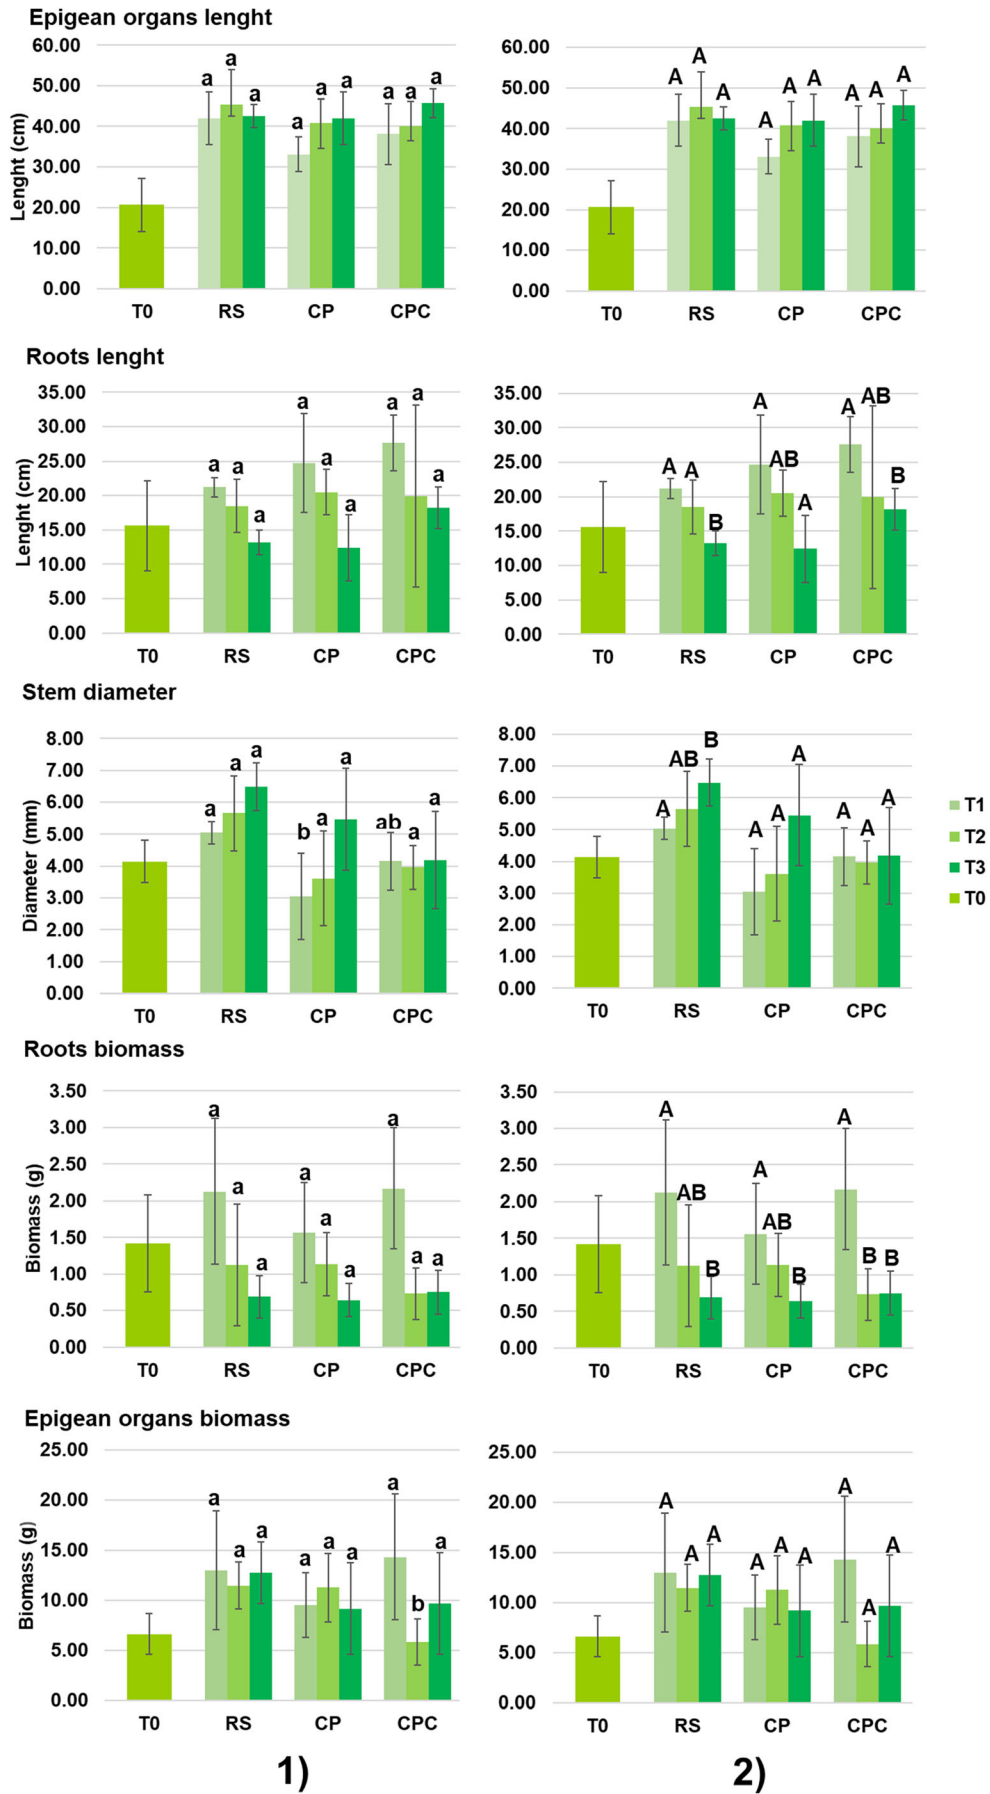 Epigean organs lenght
60.00
50.00
40.00
30.00
20.00
10.00
0.00
Lenght (cm)
a a a
a a a
a a a
T0 RS CP CPC
60.00
50.00
40.00
30.00
20.00
10.00
0.00
A A A
A A A
A A A
T0 RS CP CPC
Roots lenght
35.00
30.00
25.00
20.00
15.00
10.00
5.00
0.00
Lenght (cm)
a a a
a a a
a a a
T0 RS CP CPC
35.00
30.00
25.00
20.00
15.00
10.00
5.00
0.00
A A B
A AB A
A AB B
T0 RS CP CPC
Stem diameter
8.00
7.00
6.00
5.00
4.00
3.00
2.00
1.00
0.00
Diameter (mm)
a a a
b a a
ab a a
T0 RS CP CPC
8.00
7.00
6.00
5.00
4.00
3.00
2.00
1.00
0.00
A AB B
A A A
A A A
T0 RS CP CPC
T1
T2
T3
T0
Roots biomass
3.50
3.00
2.50
2.00
1.50
1.00
0.50
0.00
Biomass (g)
a a a
a a a
a a a
T0 RS CP CPC
3.50
3.00
2.50
2.00
1.50
1.00
0.50
0.00
A AB B
A AB B
A B B
T0 RS CP CPC
Epigean organs biomass
25.00
20.00
15.00
10.00
5.00
0.00
Biomass (g)
a a a
a a a
a b a
T0 RS CP CPC
25.00
20.00
15.00
10.00
5.00
0.00
A A A
A A A
A A A
T0 RS CP CPC
1)
2)